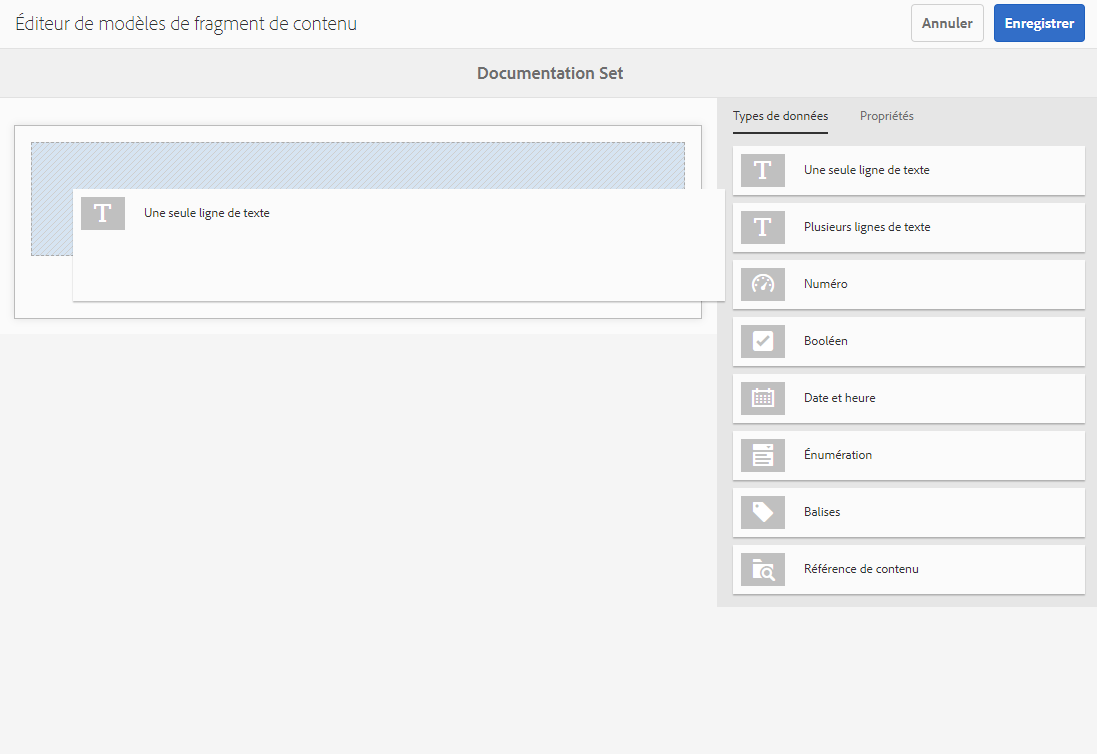 Éditeur de modèles de fragment de contenu
Annuler
Enregistrer
Documentation Set
Types de données
Propriétés
Une seule ligne de texte
Une seule ligne de texte
Plusieurs lignes de texte
Numéro
Booléen
Date et heure
Énumération
Balises
Référence de contenu